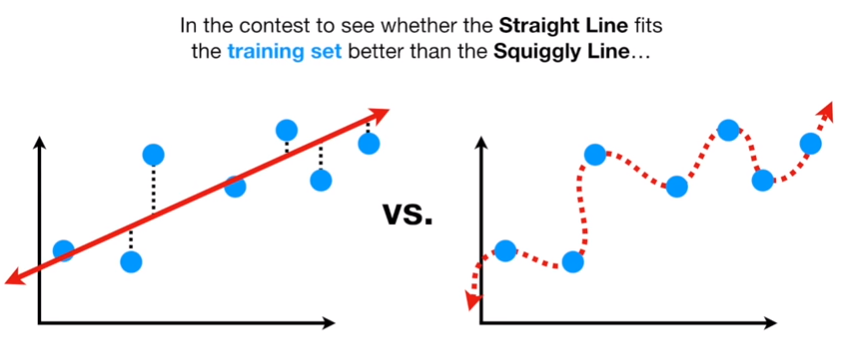 In the contest to see whether the Straight Line fits
the training set better than the Squiggly Line…
vs.